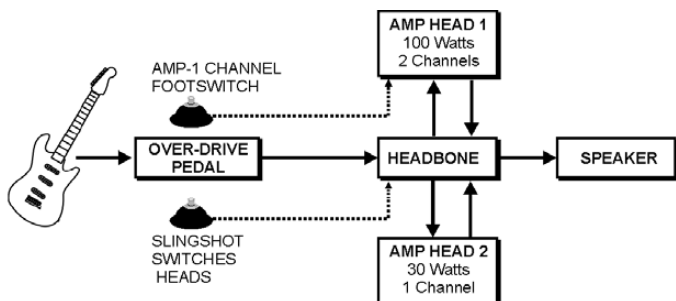 AMP HEAD 1
100 Watts
2 Channels
AMP-1 CHANNEL
FOOTSWITCH
OVER-DRIVE
PEDAL
HEADBONE
SPEAKER
SLINGSHOT
SWITCHES
HEADS
AMP HEAD 2
30 Watts
1 Channel